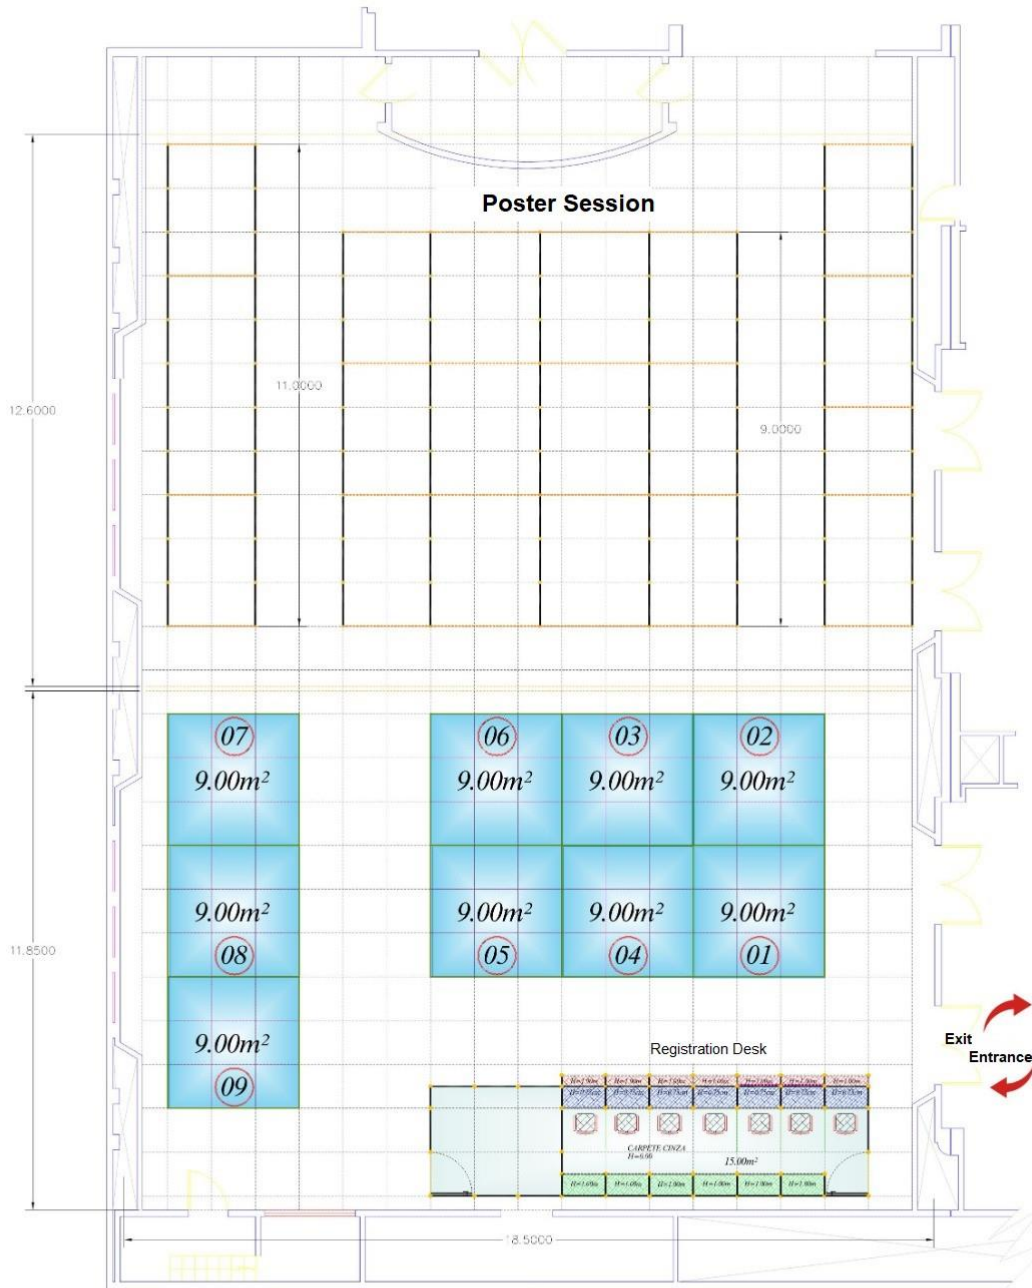 Poster Session
11.0000
12.6000
9.0000
07
06
03
02
9.00m²
9.00m²
9.00m²
9.00m²
9.00m²
9.00m²
9.00m²
9.00m²
08
05
04
01
11.8500
9.00m²
09
Exit
Entrance
Registration Desk
CARPETE CINZA
H=0.00
15.00m²
18.5000